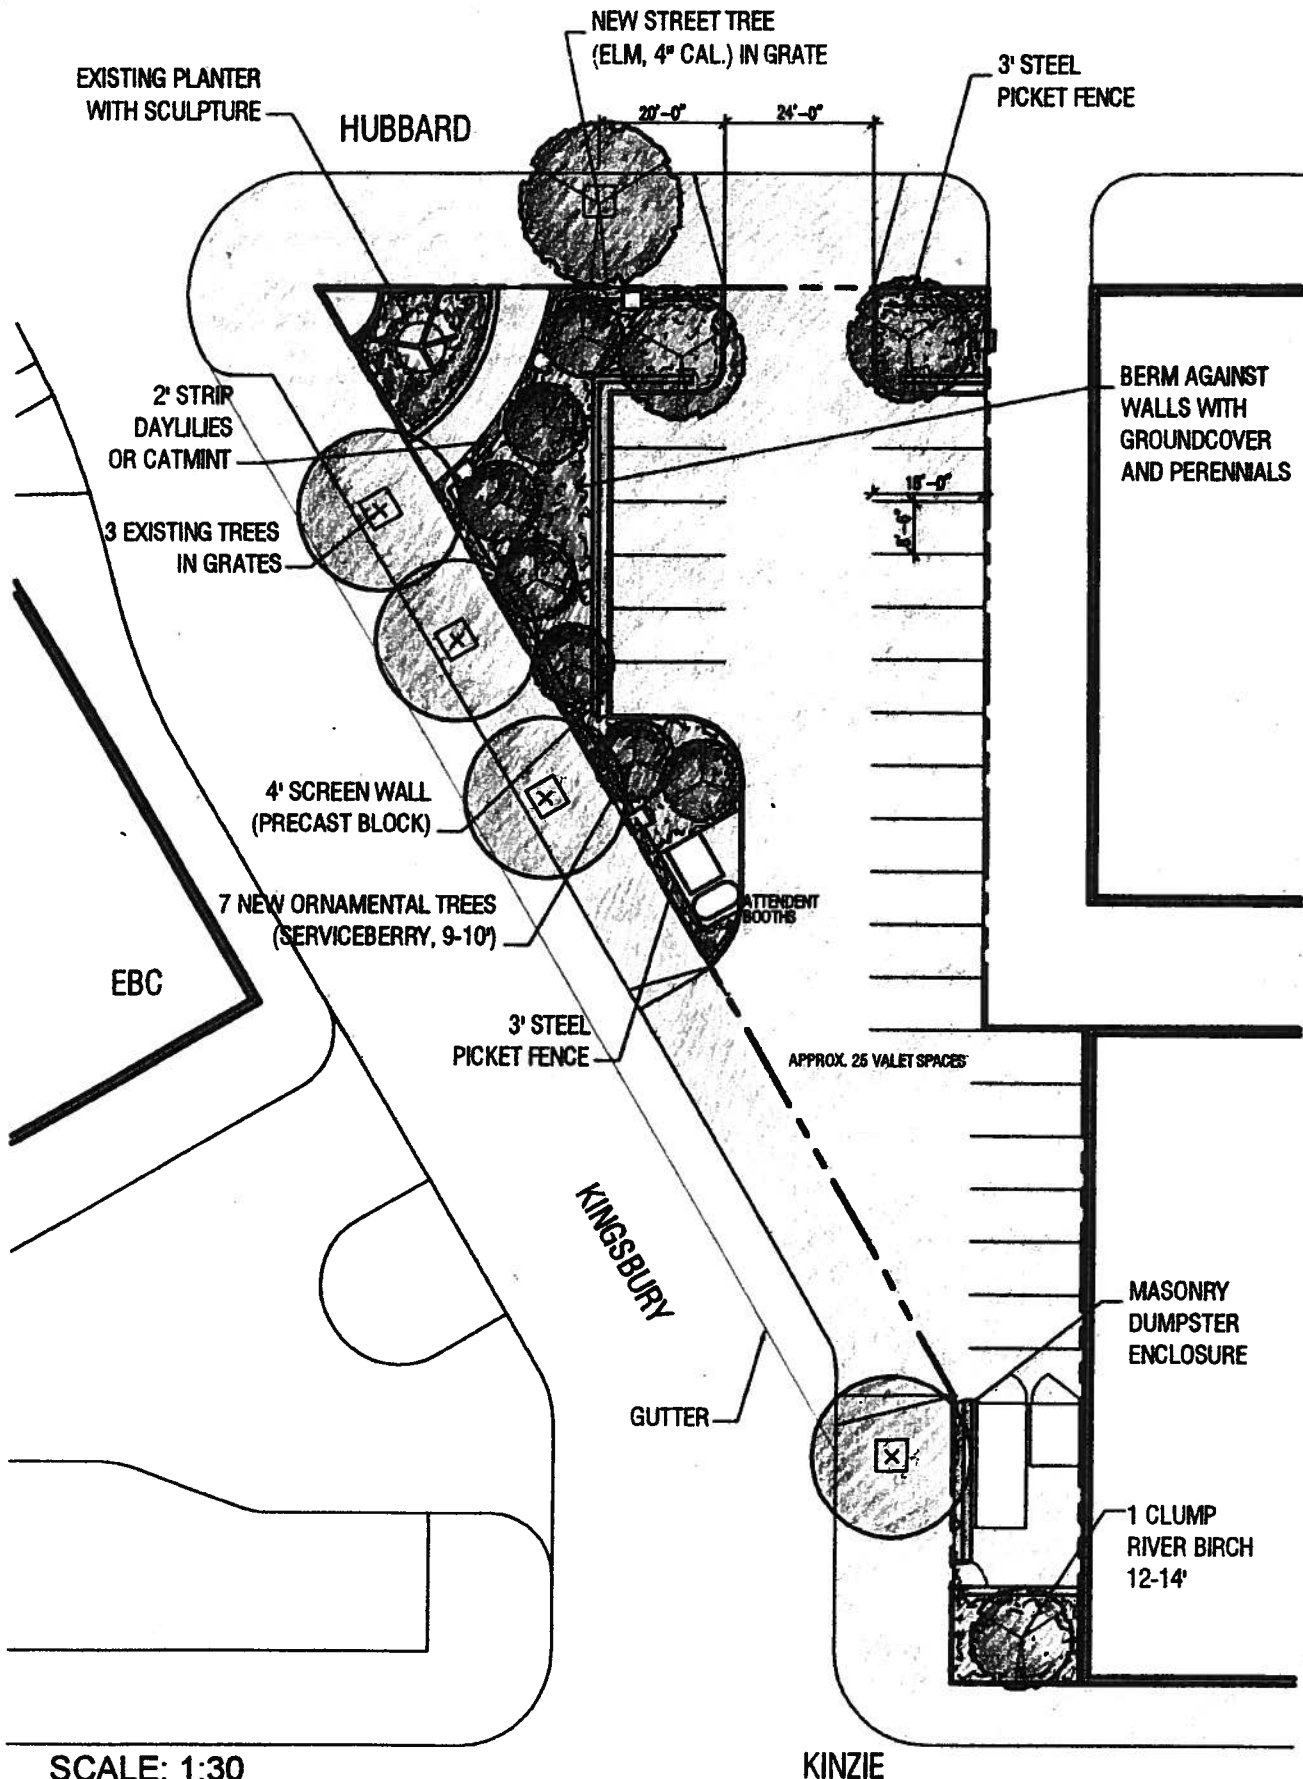 NEW STREET TREE
(ELM, 4" CAL.) IN GRATE
EXISTING PLANTER
WITH SCULPTURE
3' STEEL
PICKET FENCE
HUBBARD
20'-0"
24'-0"
BERM AGAINST
WALLS WITH
GROUNDCOVER
AND PERENNIALS
2' STRIP
DAYLILIES
OR CATMINT
18'-0"
8'-6"
3 EXISTING TREES
IN GRATES
4' SCREEN WALL
(PRECAST BLOCK)
7 NEW ORNAMENTAL TREES
(SERVICEBERRY, 9-10')
ATTENDENT
BOOTHS
EBC
3' STEEL
PICKET FENCE
APPROX. 25 VALET SPACES
KINGSBURY
MASONRY
DUMPSTER
ENCLOSURE
GUTTER
1 CLUMP
RIVER BIRCH
12-14'
SCALE: 1:30
KINZIE